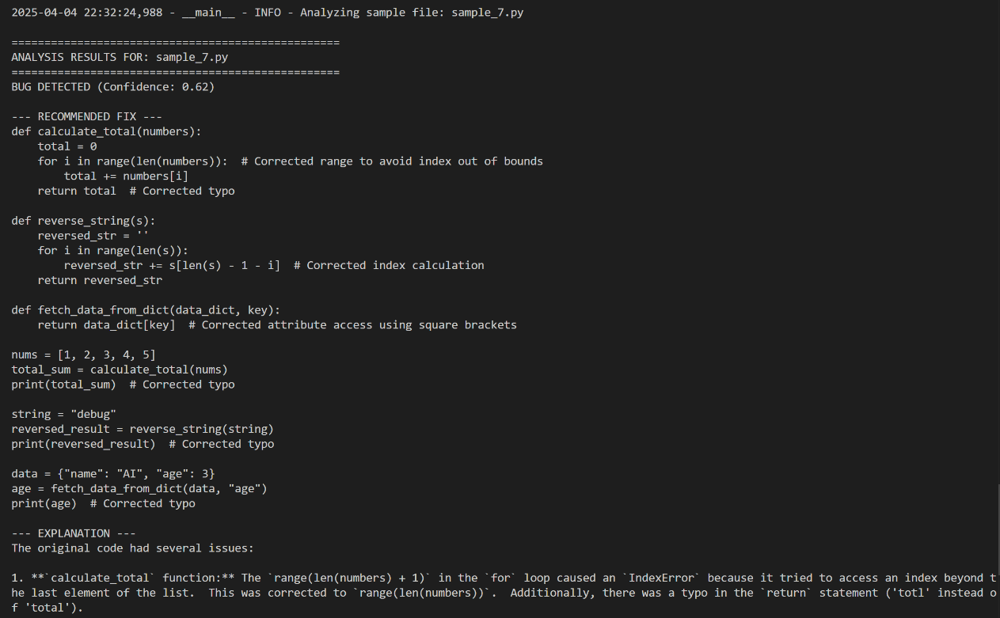 2025-04-04 22:32:24,988 - __main__ - INFO - Analyzing sample file: sample_7.py
==================================================
ANALYSIS RESULTS FOR: sample_7.py
==================================================
BUG DETECTED (Confidence: 0.62)
--- RECOMMENDED FIX ---
def calculate_total(numbers):
    total = 0
    for i in range(len(numbers)):  # Corrected range to avoid index out of bounds
        total += numbers[i]
    return total  # Corrected typo
def reverse_string(s):
    reversed_str = ''
    for i in range(len(s)):
        reversed_str += s[len(s) - 1 - i]  # Corrected index calculation
    return reversed_str
def fetch_data_from_dict(data_dict, key):
    return data_dict[key]  # Corrected attribute access using square brackets
nums = [1, 2, 3, 4, 5]
total_sum = calculate_total(nums)
print(total_sum)  # Corrected typo
string = "debug"
reversed_result = reverse_string(string)
print(reversed_result)  # Corrected typo
data = {"name": "AI", "age": 3}
age = fetch_data_from_dict(data, "age")
print(age)  # Corrected typo
--- EXPLANATION ---
The original code had several issues:
1. **`calculate_total` function:** The `range(len(numbers) + 1)` in the `for` loop caused an `IndexError` because it tried to access an index beyond t
he last element of the list.  This was corrected to `range(len(numbers))`.  Additionally, there was a typo in the `return` statement ('totl' instead o
f 'total').